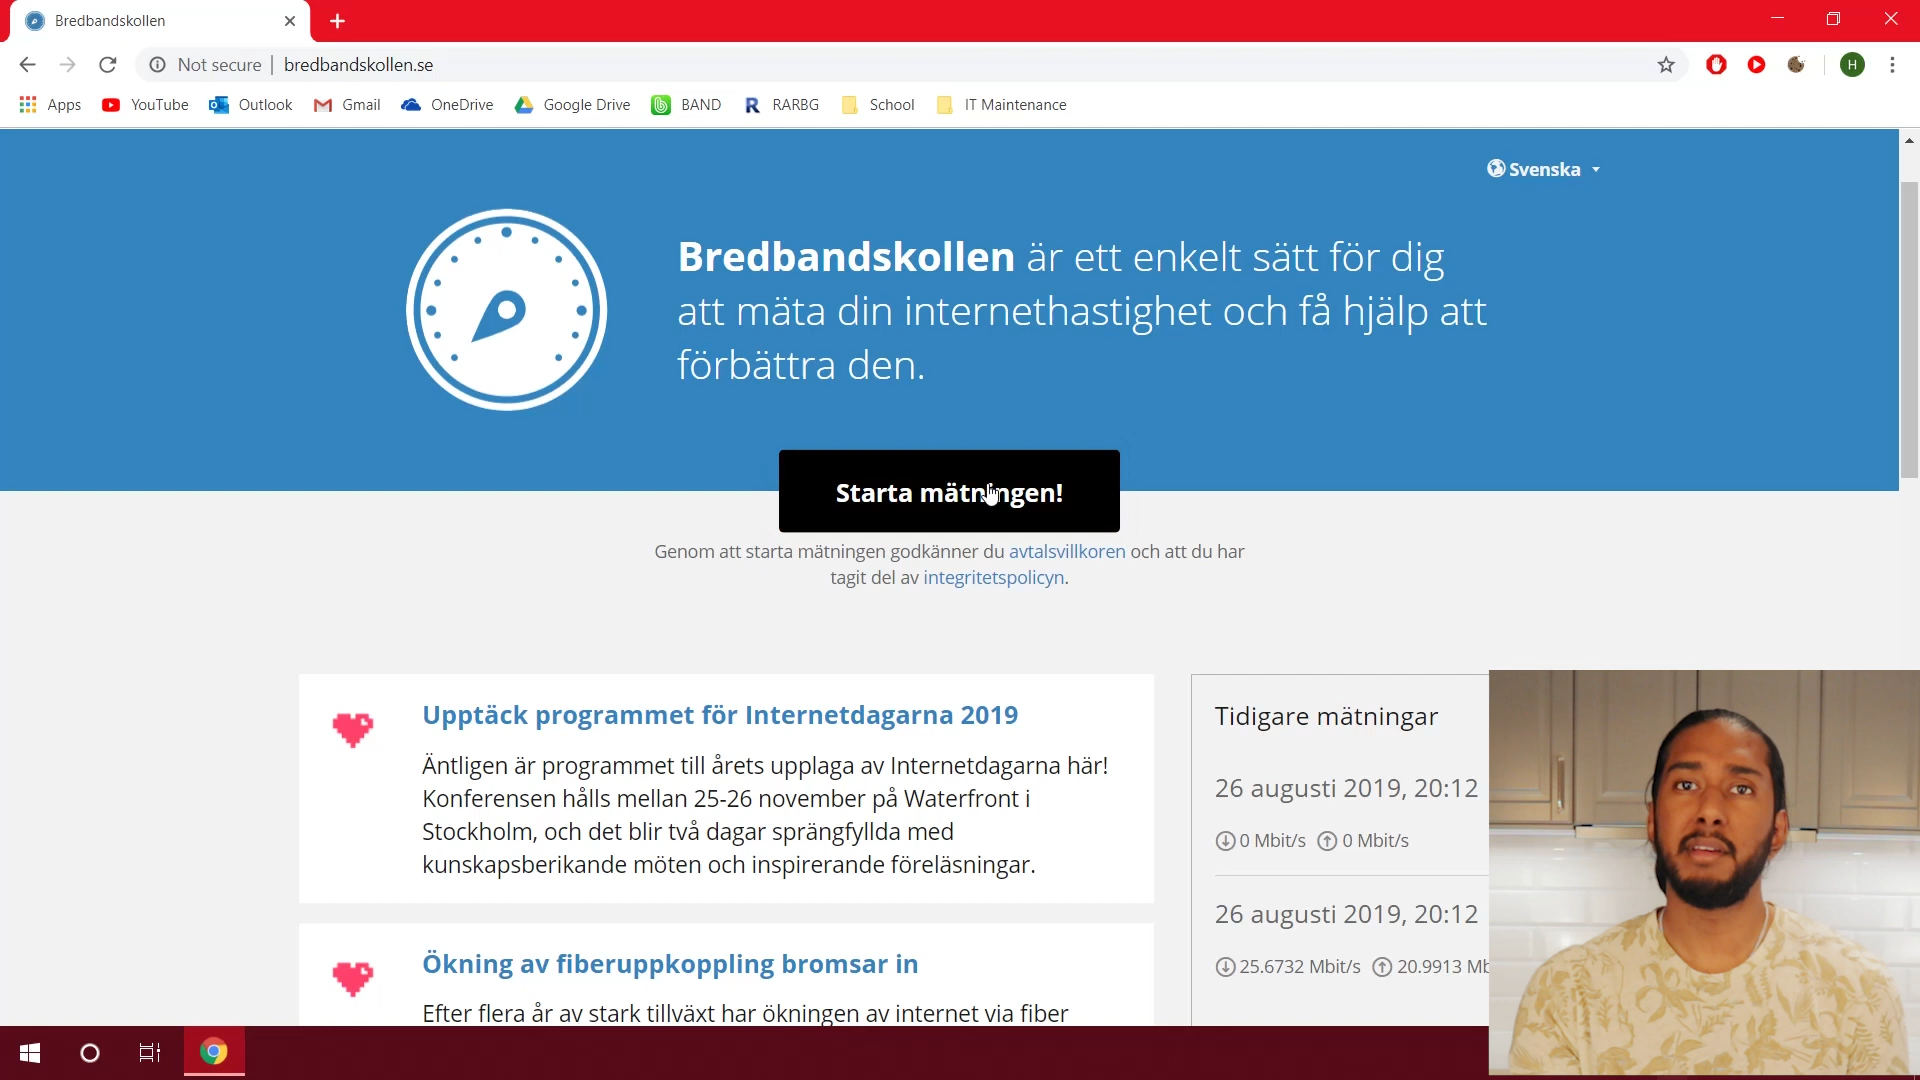 Bredbandskollen
Not secure | bredbandskollen.se
H
Apps YouTube Outlook Gmail OneDrive Google Drive BAND RARBG School IT Maintenance
Svenska
Bredbandskollen är ett enkelt sätt för dig
att mäta din internethastighet och få hjälp att
förbättra den.
Starta mätningen!
Genom att starta mätningen godkänner du avtalsvillkoren och att du har
tagit del av integritetspolicyn.
Upptäck programmet för Internetdagarna 2019
Äntligen är programmet till årets upplaga av Internetdagarna här!
Konferensen hålls mellan 25-26 november på Waterfront i
Stockholm, och det blir två dagar sprängfyllda med
kunskapsberikande möten och inspirerande föreläsningar.
Ökning av fiberuppkoppling bromsar in
Efter flera år av stark tillväxt har ökningen av internet via fiber
Tidigare mätningar
26 augusti 2019, 20:12
0 Mbit/s 0 Mbit/s
26 augusti 2019, 20:12
25.6732 Mbit/s 20.9913 Mb